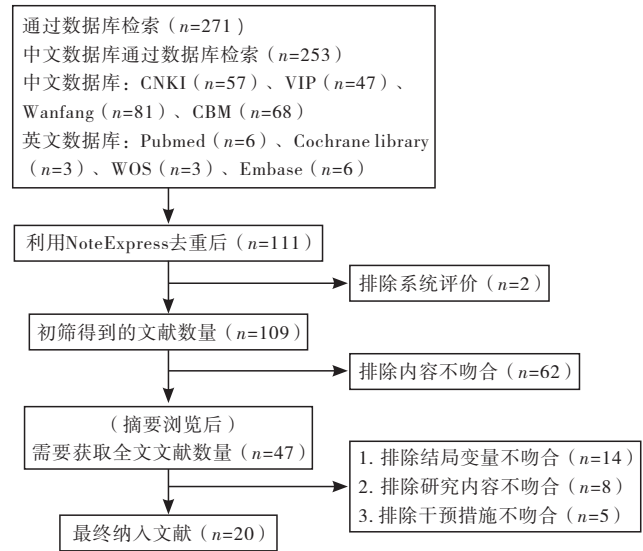 通过数据库检索（n=271）
中文数据库通过数据库检索（n=253）
中文数据库：CNKI（n=57）、VIP（n=47）、
Wanfang（n=81）、CBM（n=68）
英文数据库：Pubmed（n=6）、Cochrane library
（n=3）、WOS（n=3）、Embase（n=6）
利用NoteExpress去重后（n=111）
排除系统评价（n=2）
初筛得到的文献数量（n=109）
排除内容不吻合（n=62）
（摘要浏览后）
需要获取全文文献数量（n=47）
1. 排除结局变量不吻合（n=14）
2. 排除研究内容不吻合（n=8）
3. 排除干预措施不吻合（n=5）
最终纳入文献（n=20）